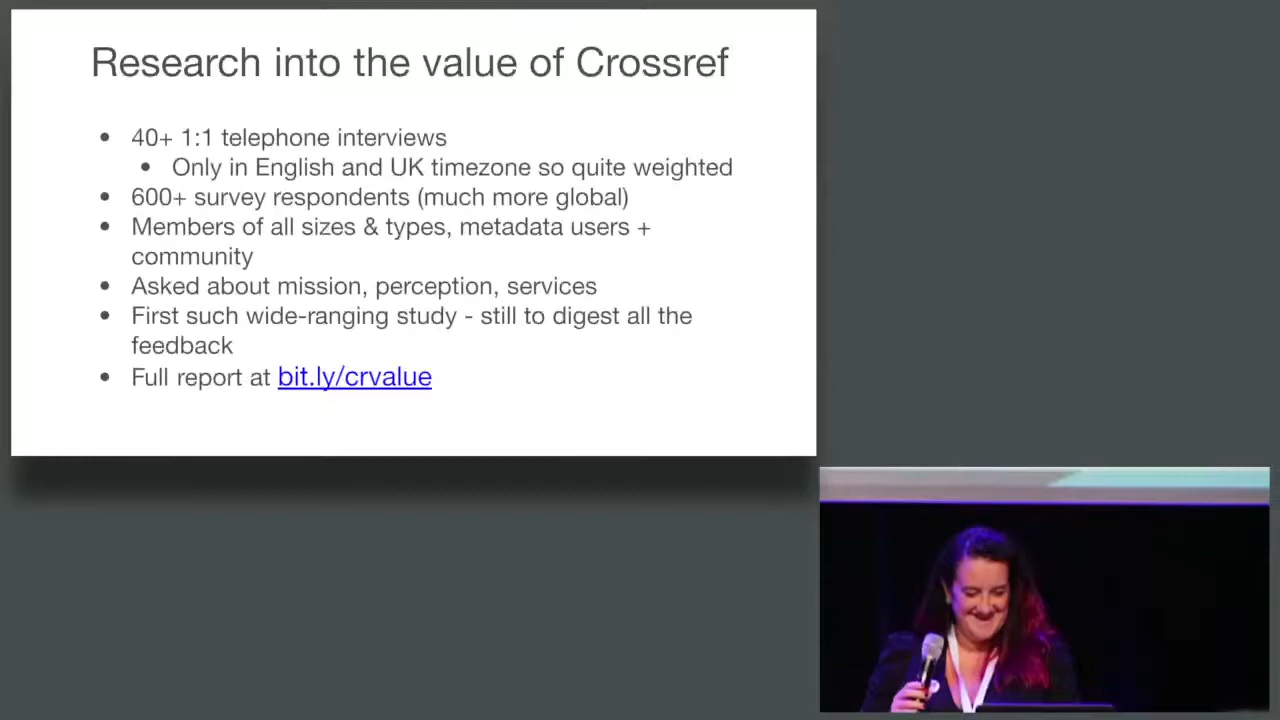 Research into the value of Crossref
• 40+ 1:1 telephone interviews
• Only in English and UK timezone so quite weighted
• 600+ survey respondents (much more global)
• Members of all sizes & types, metadata users +
community
• Asked about mission, perception, services
• First such wide-ranging study - still to digest all the
feedback
• Full report at bit.ly/crvalue